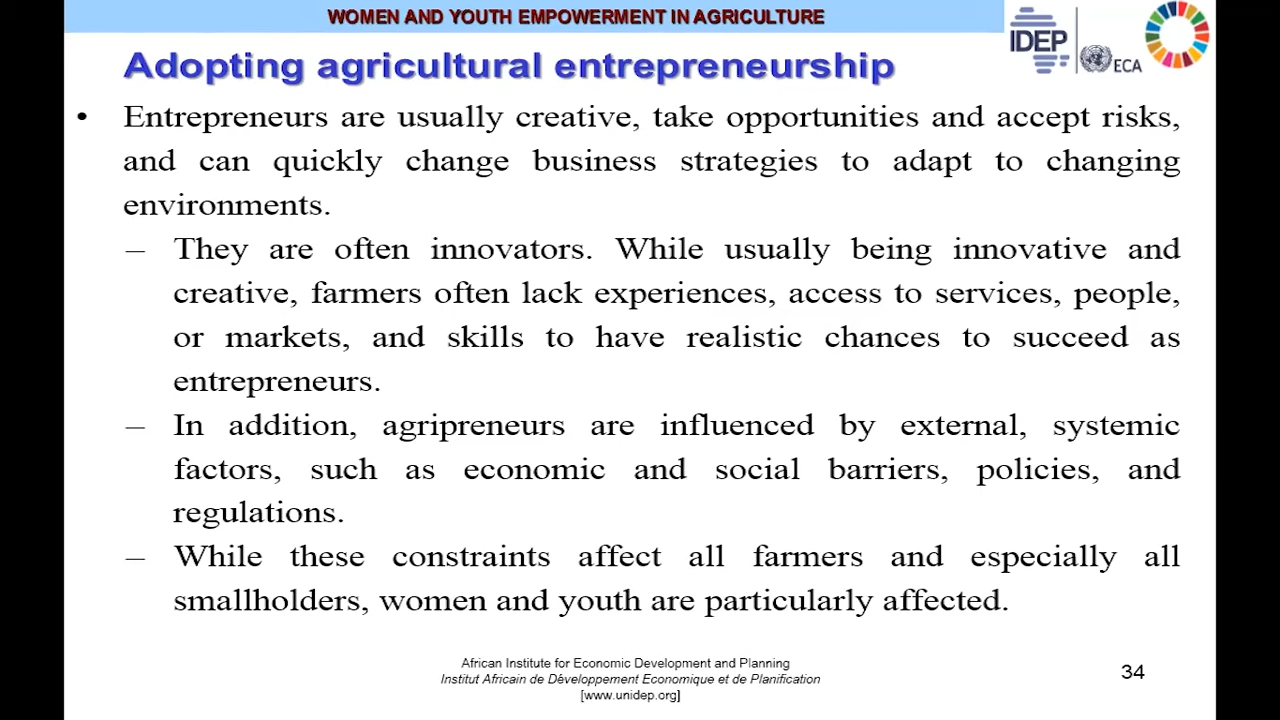 WOMEN AND YOUTH EMPOWERMENT IN AGRICULTURE
IDEP
ECA
Adopting agricultural entrepreneurship
• Entrepreneurs are usually creative, take opportunities and accept risks,
and can quickly change business strategies to adapt to changing
environments.
– They are often innovators. While usually being innovative and
creative, farmers often lack experiences, access to services, people,
or markets, and skills to have realistic chances to succeed as
entrepreneurs.
– In addition, agripreneurs are influenced by external, systemic
factors, such as economic and social barriers, policies, and
regulations.
– While these constraints affect all farmers and especially all
smallholders, women and youth are particularly affected.
African Institute for Economic Development and Planning
Institut Africain de Développement Economique et de Planification
[www.unidep.org]
34